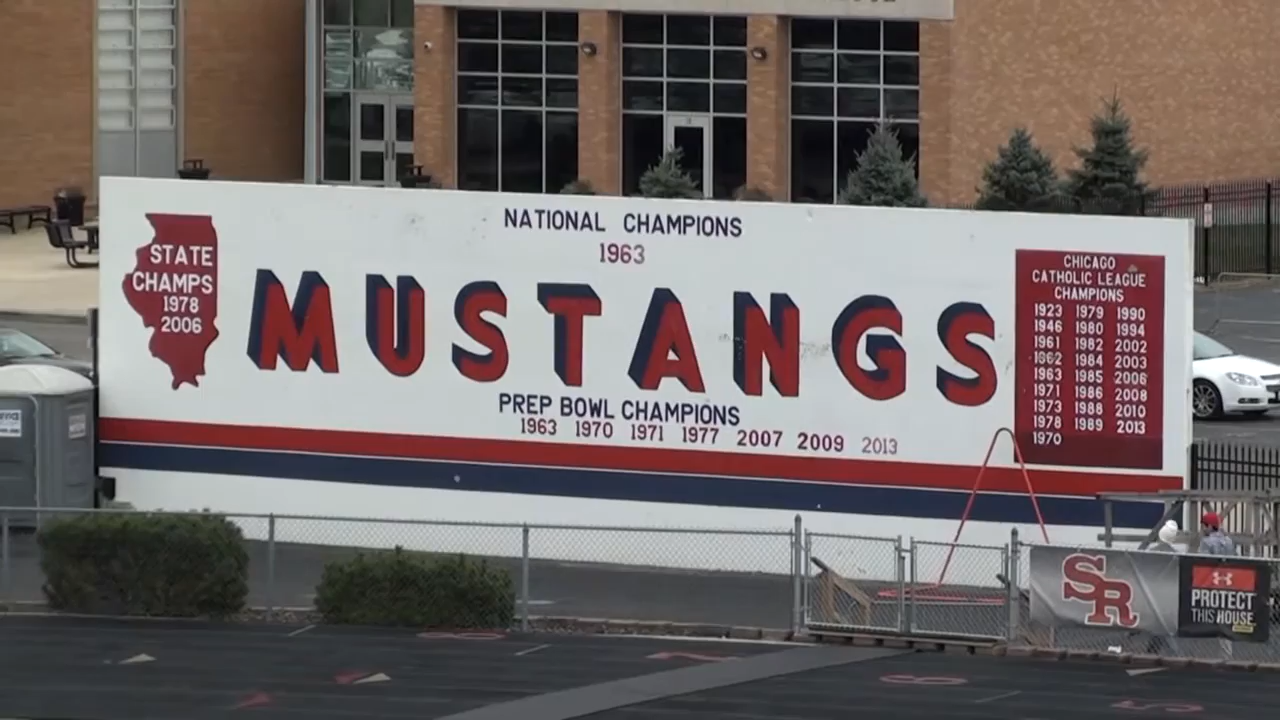 NATIONAL CHAMPIONS
1963
STATE
CHAMPS
1978
2006
MUSTANGS
PREP BOWL CHAMPIONS
1963 1970 1971 1977 2007 2009 2013
CHICAGO
CATHOLIC LEAGUE
CHAMPIONS
1923 1979 1990
1946 1980 1994
1961 1982 2002
1962 1984 2003
1963 1985 2006
1971 1986 2008
1973 1988 2010
1978 1989 2013
1970
SR
PROTECT
THIS HOUSE